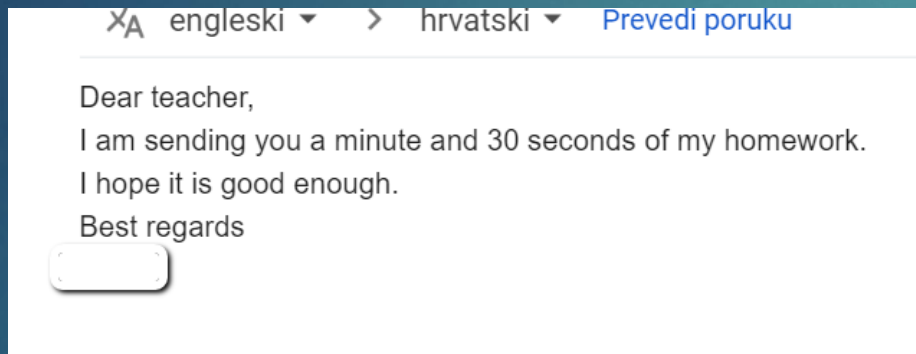 engleski > hrvatski Prevedi poruku
Dear teacher,
I am sending you a minute and 30 seconds of my homework.
I hope it is good enough.
Best regards